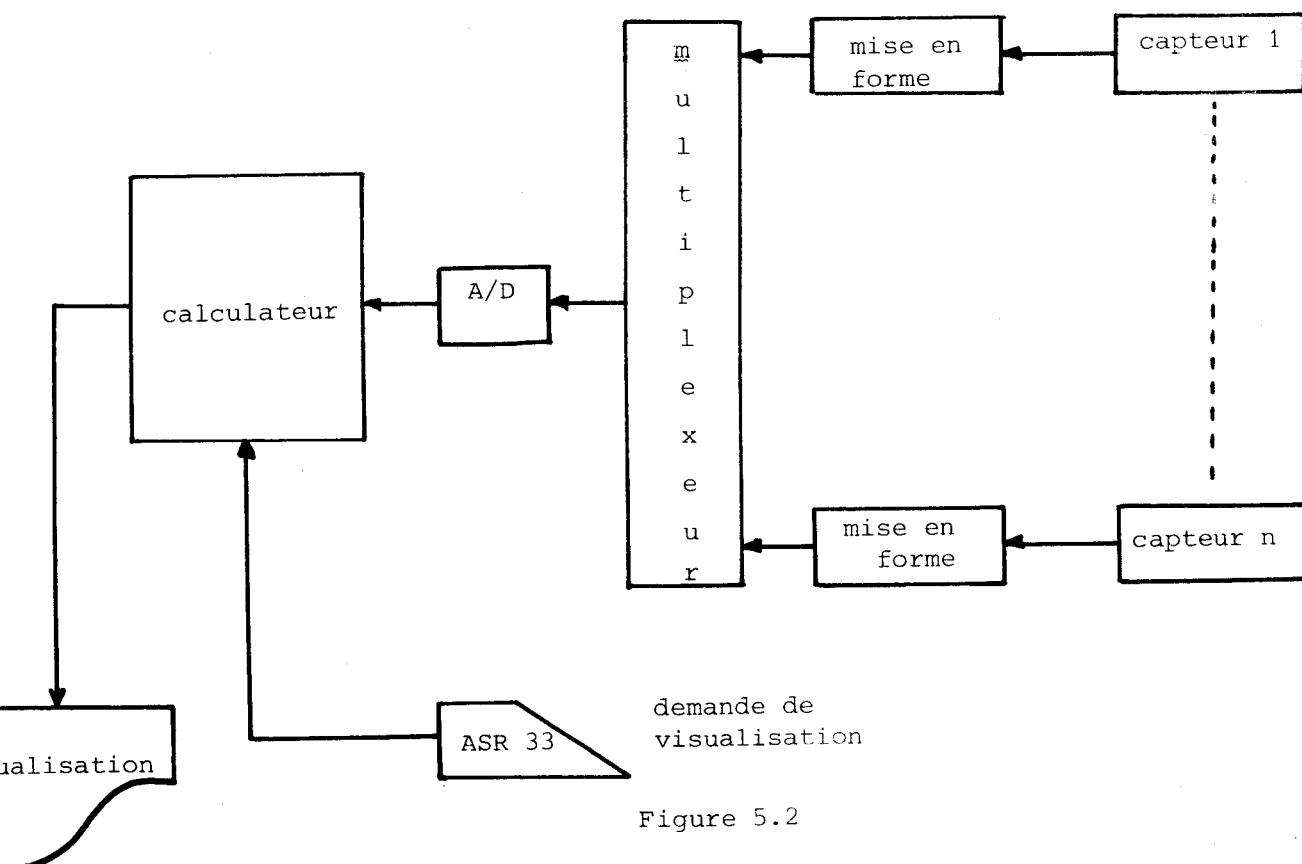 mise en
forme
capteur 1
multiplexeur
A/D
calculateur
mise en
forme
capteur n
demande de
visualisation
ASR 33
ualisation
Figure 5.2